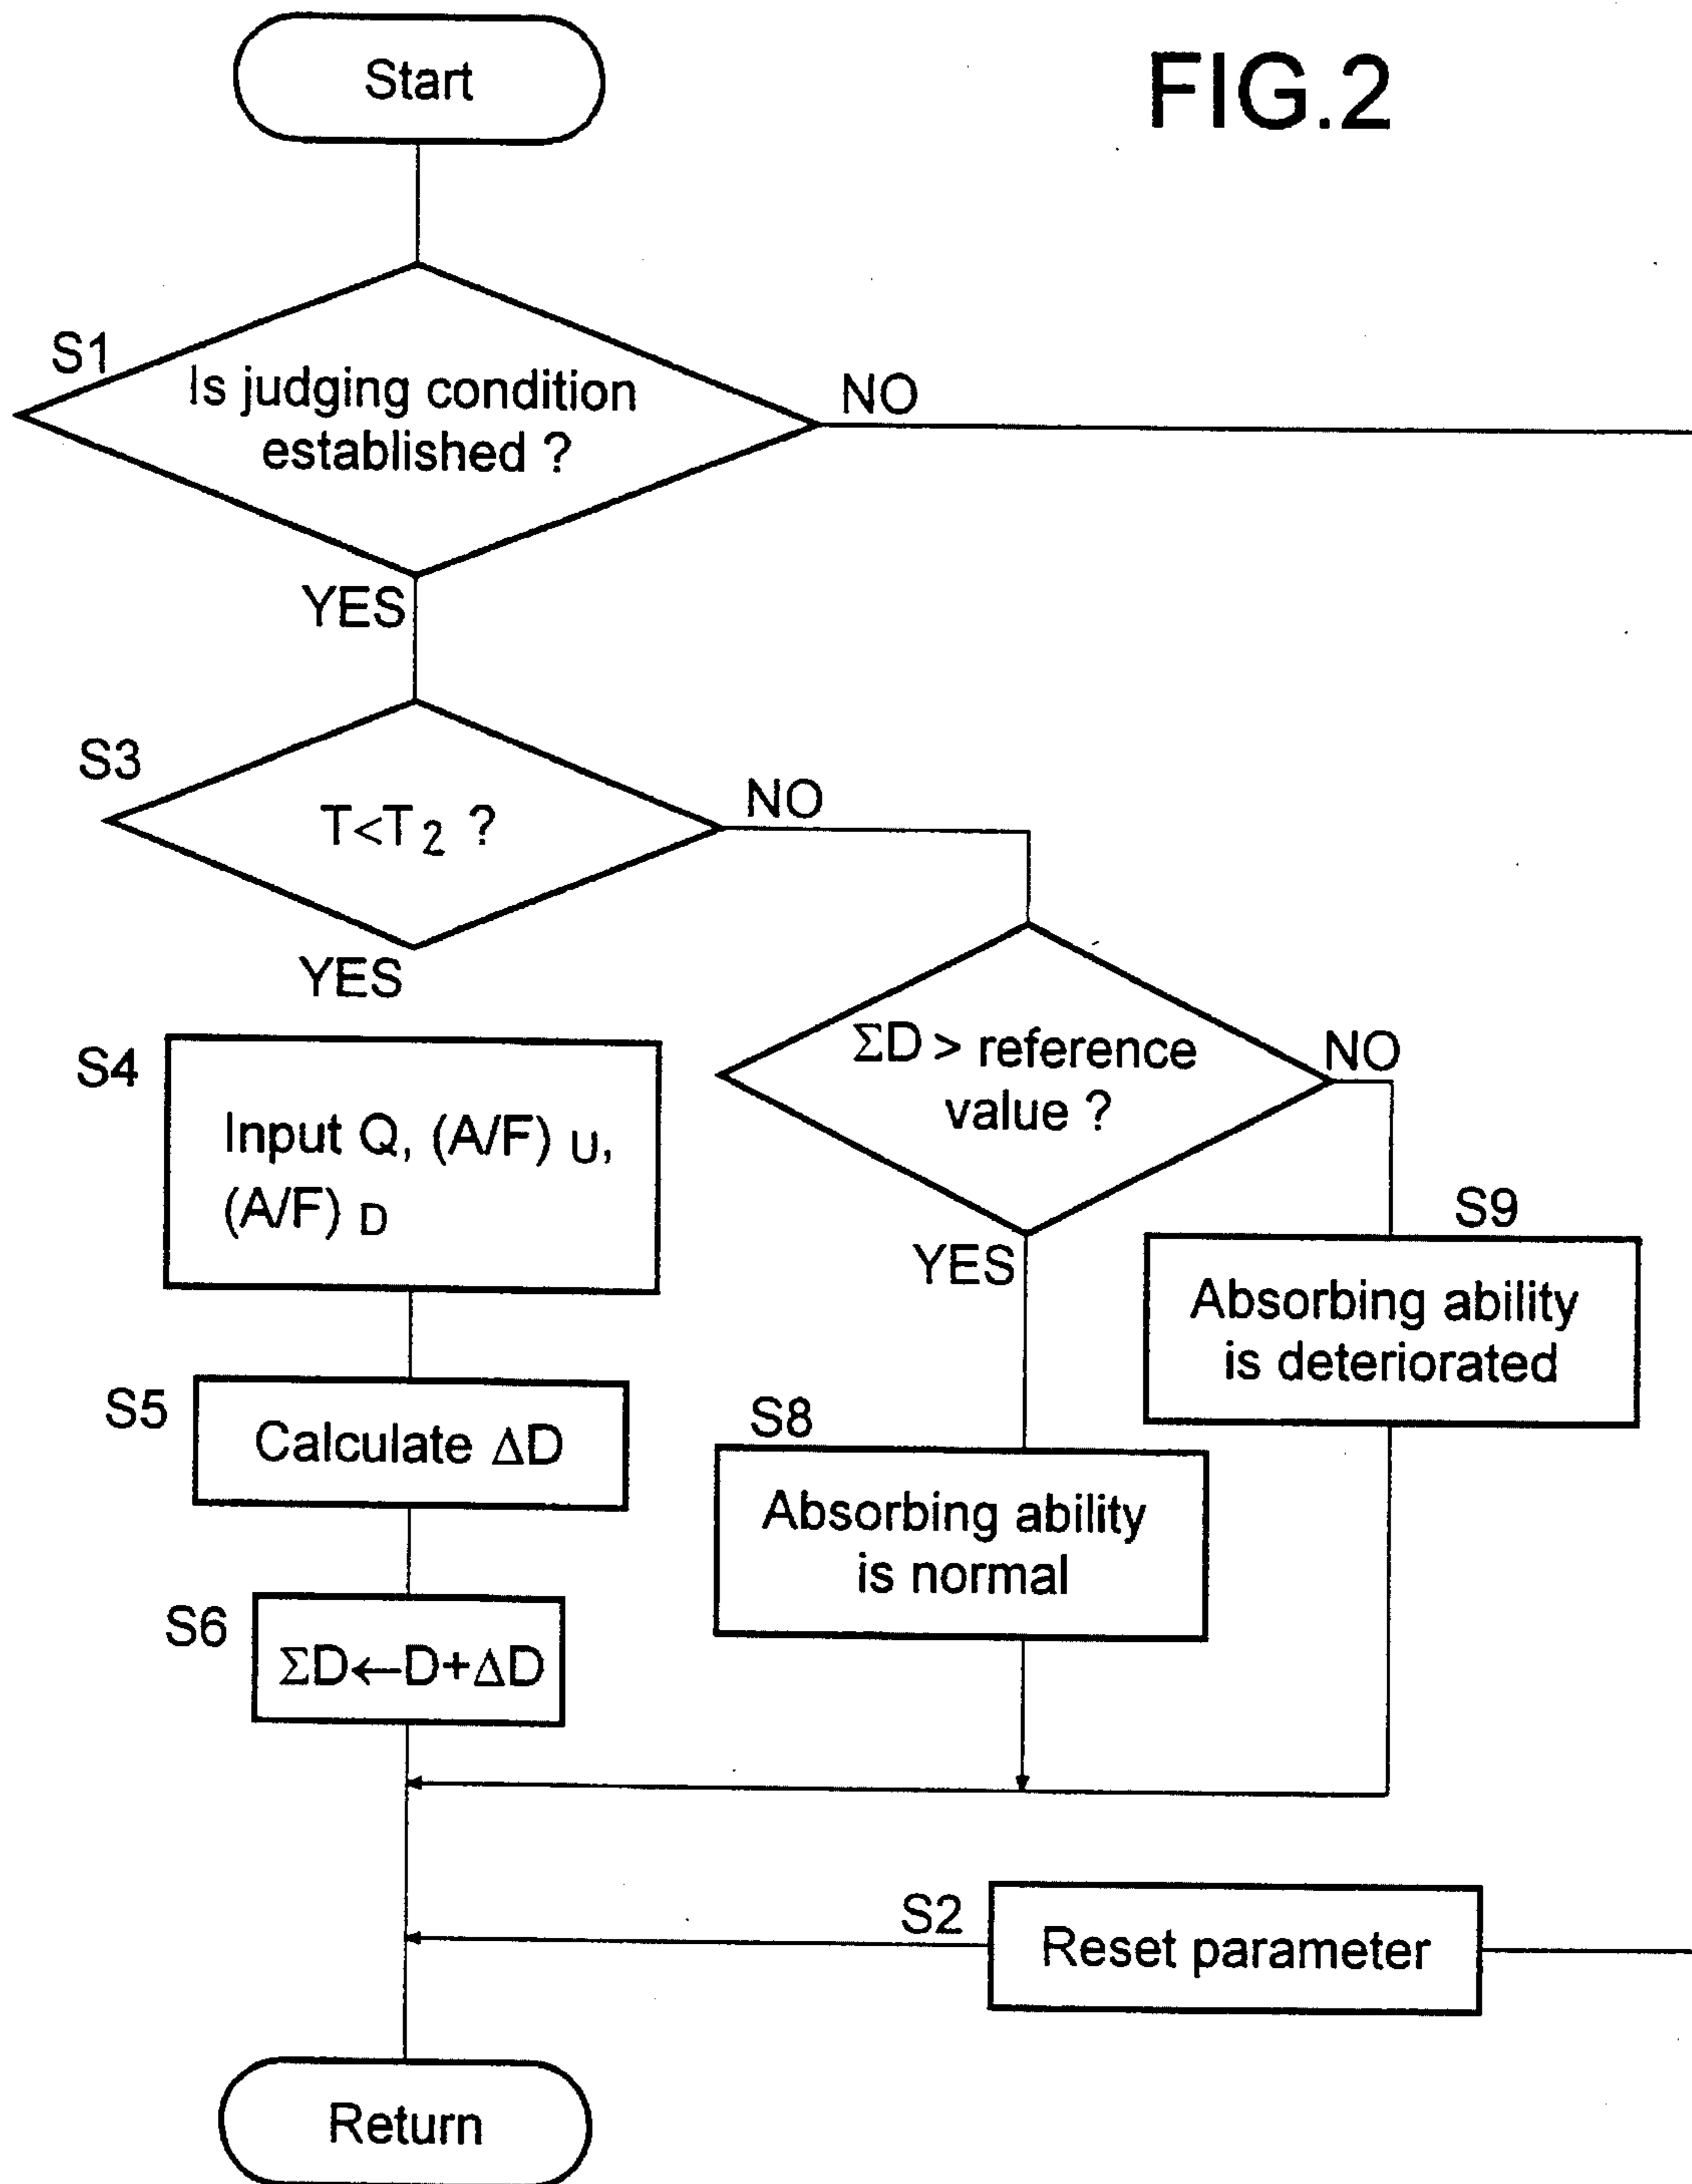 FIG.2
Start
S1
Is judging condition
established ?
NO
YES
S3
T<T2 ?
NO
YES
S4
Input Q, (A/F) U,
(A/F) D
ΣD > reference
value ?
NO
YES
S5
Calculate ΔD
S9
Absorbing ability
is deteriorated
S8
Absorbing ability
is normal
S6
ΣD←D+ΔD
S2
Reset parameter
Return